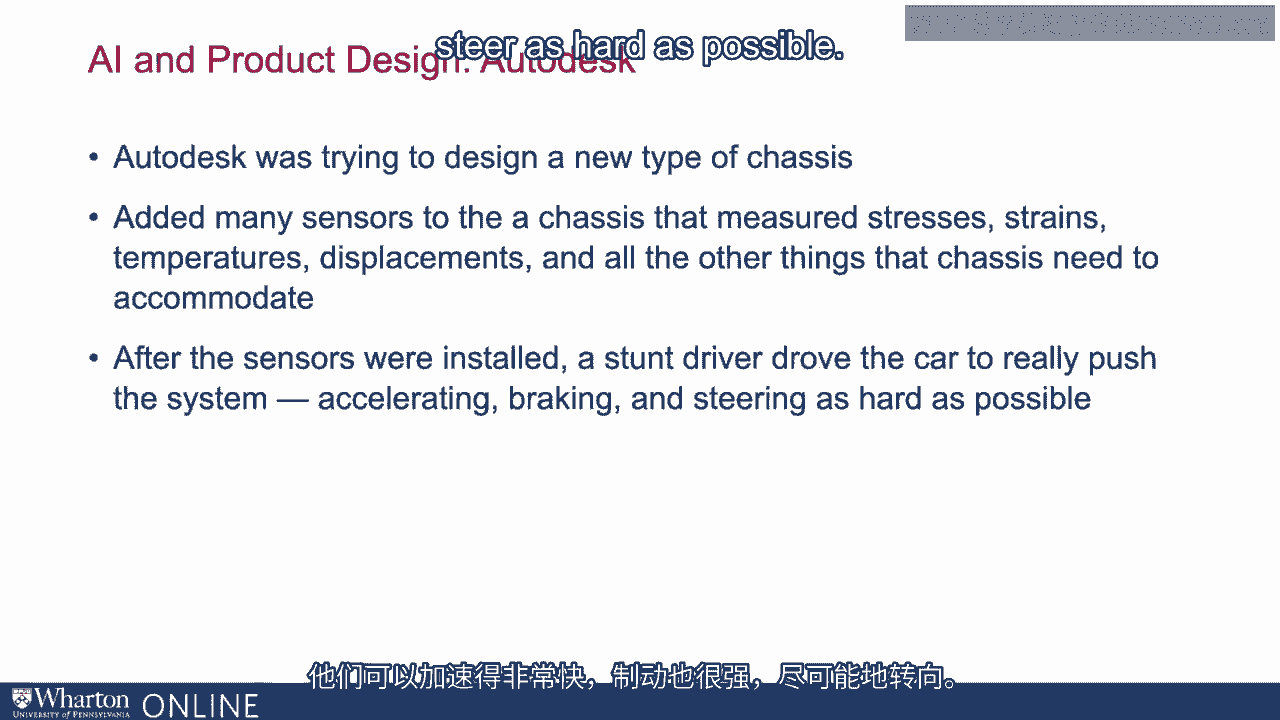 steer as hard as possible.
AI and Product Design: Autodesk
• Autodesk was trying to design a new type of chassis
• Added many sensors to the a chassis that measured stresses, strains,
temperatures, displacements, and all the other things that chassis need to
accommodate
• After the sensors were installed, a stunt driver drove the car to really push
the system — accelerating, braking, and steering as hard as possible
他们可以加速得非常快，制动也很强，尽可能地转向。
Wharton ONLINE
UNIVERSITY of PENNSYLVANIA